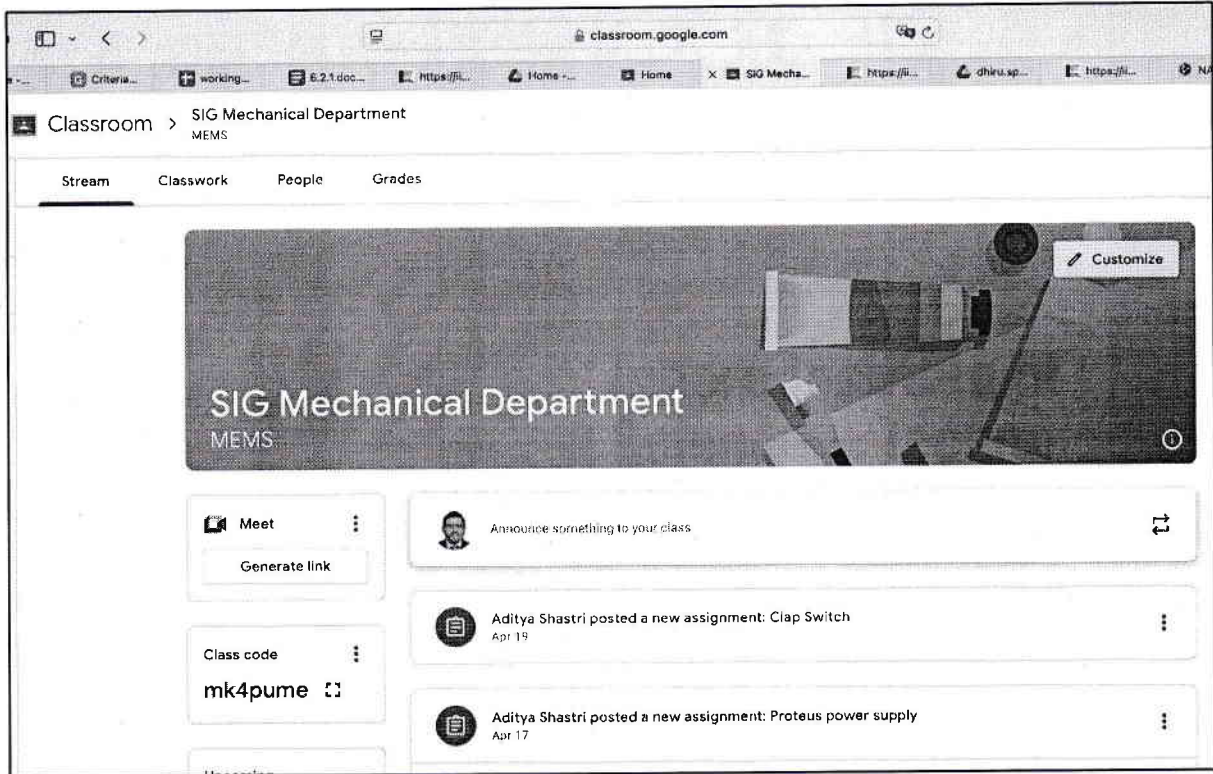 classroom.google.com
Criteria...
working...
6.2.1.doc...
https://ii...
Home -...
Home
SIG Mecha...
https://ii...
dhiru.sp...
https://ii...
Classroom > SIG Mechanical Department
MEMS
Stream Classwork People Grades
Customize
SIG Mechanical Department
MEMS
Meet
Generate link
Announce something to your class
Aditya Shastri posted a new assignment: Clap Switch
Apr 19
Class code
mk4pume
Aditya Shastri posted a new assignment: Proteus power supply
Apr 17